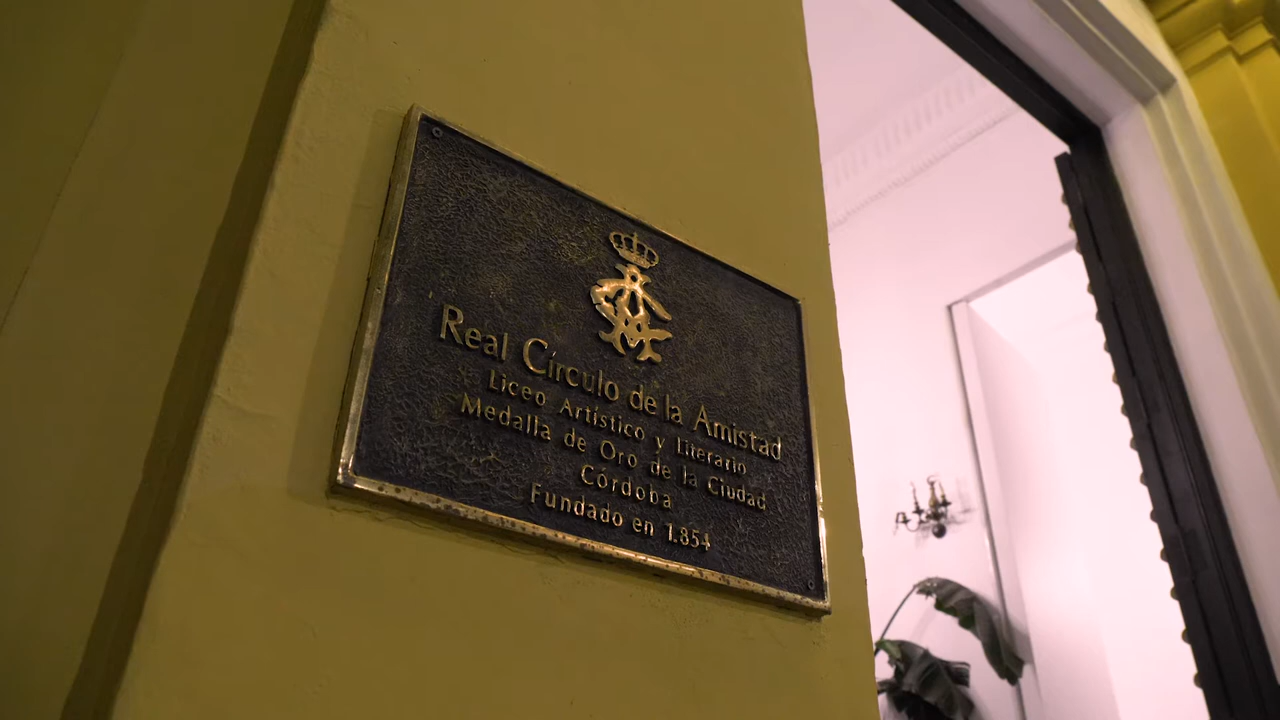 Real Círculo de la Amistad
Liceo Artístico y Literario
Medalla de Oro de la Ciudad
Córdoba
Fundado en 1.854